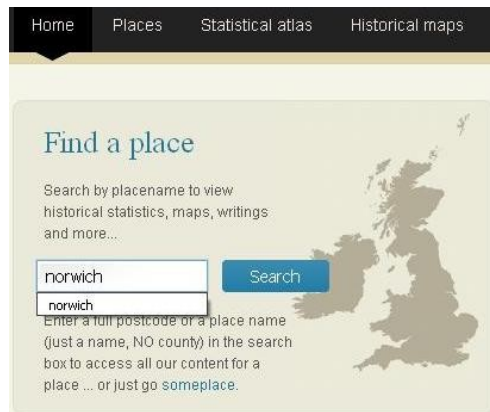 Home Places Statistical atlas Historical maps
Find a place
Search by placename to view
historical statistics, maps, writings
and more...
norwich Search
norwich
Enter a full postcode or a place name
(just a name, NO county) in the search
box to access all our content for a
place ... or just go someplace.